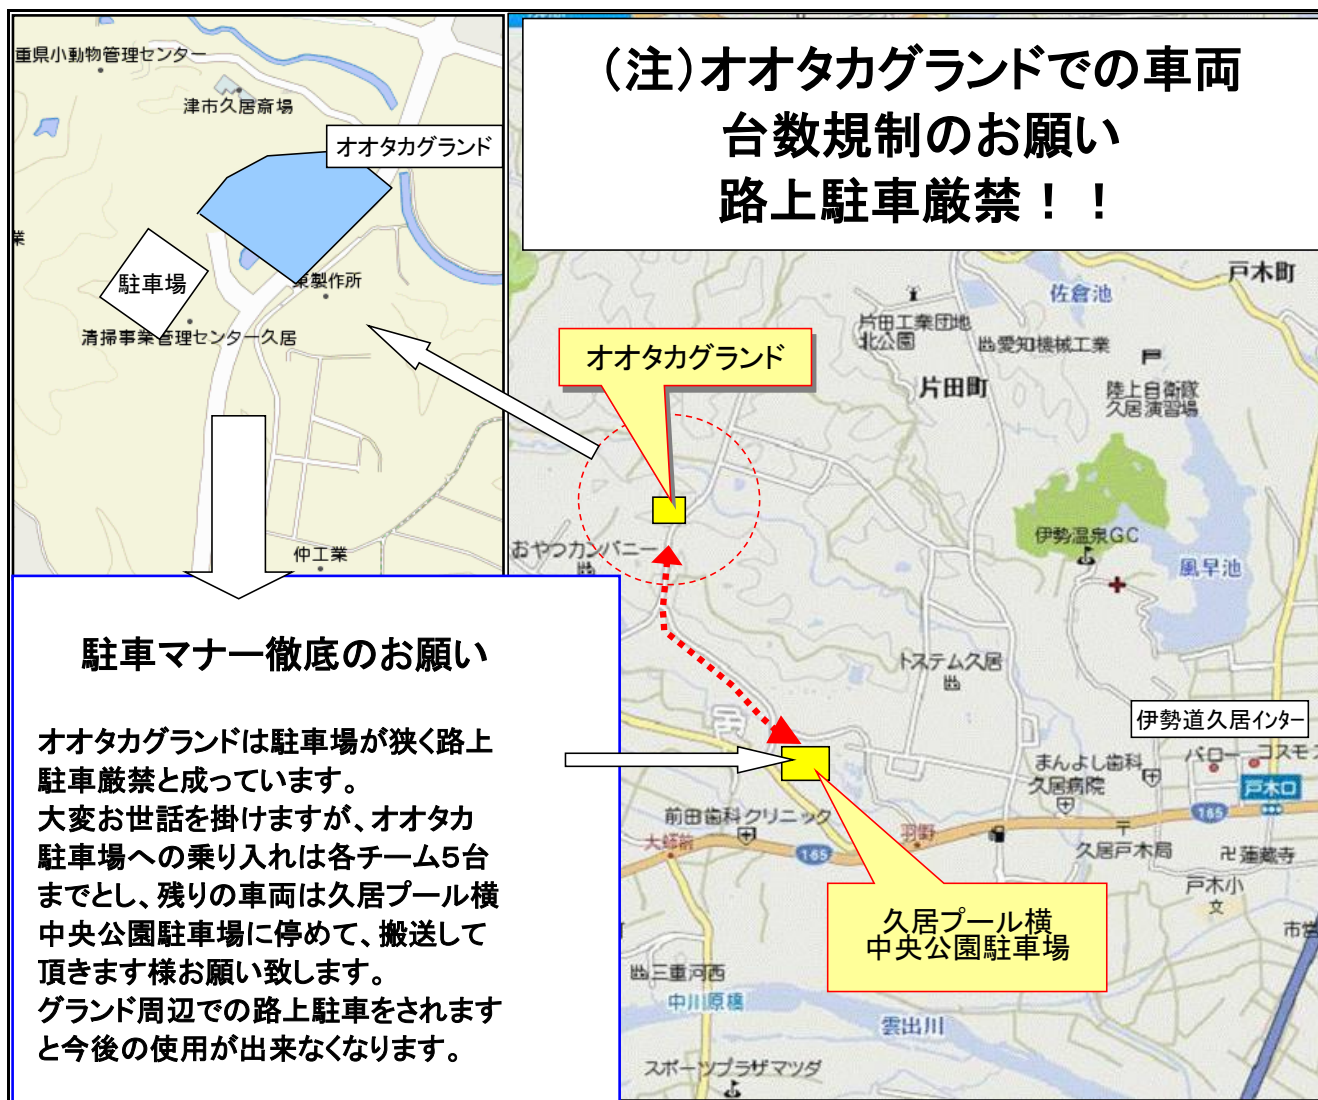 （注）オオタカグランドでの車両
台数規制のお願い
路上駐車厳禁！！
重県小動物管理センター
津市久居斎場
オオタカグランド
業
駐車場
東製作所
清掃事業管理センター久居
仲工業
戸木町
佐倉池
片田工業団地
北公園
愛知機械工業
オオタカグランド
片田町
陸上自衛隊
久居演習場
伊勢温泉GC
おやつカンパニー
風早池
トステム久居
伊勢道久居インター
まんよし歯科
久居病院
バロー
コスモス
戸木口
165
前田歯科クリニック
大師前
羽野
165
久居戸木局
蓮蔵寺
戸木小
文
市営
久居プール横
中央公園駐車場
三重河西
中川原橋
雲出川
スポーツプラザマツダ
駐車マナー徹底のお願い
オオタカグランドは駐車場が狭く路上
駐車厳禁と成っています。
大変お世話を掛けますが、オオタカ
駐車場への乗り入れは各チーム５台
までとし、残りの車両は久居プール横
中央公園駐車場に停めて、搬送して
頂きます様お願い致します。
グランド周辺での路上駐車をされます
と今後の使用が出来なくなります。